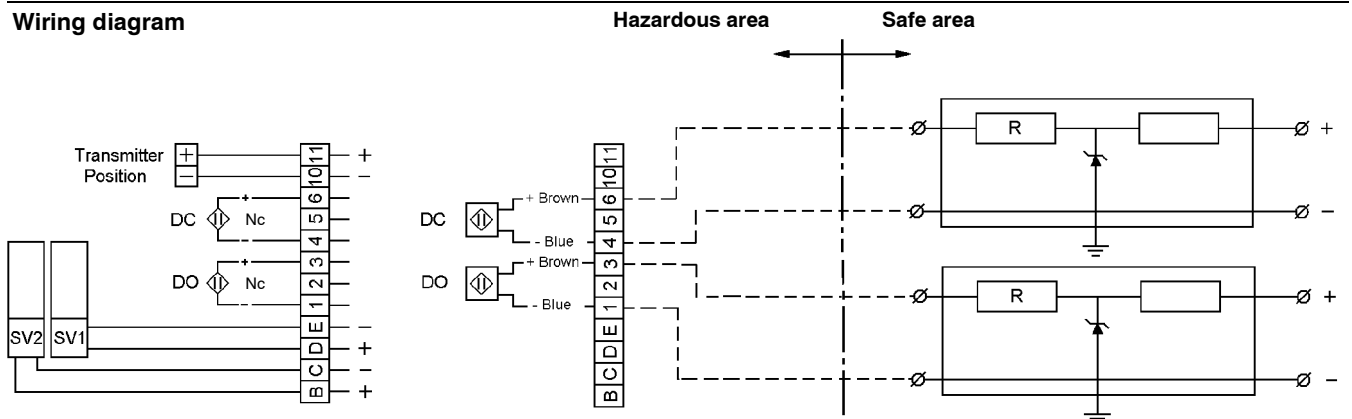 Wiring diagram
Hazardous area
Safe area
Transmitter
Position
+
−
11
10
6
5
4
3
2
1
E
D
C
B
+
−
DC
+
Nc
−
DO
+
Nc
−
SV2
SV1
−
+
−
+
DC
+ Brown
- Blue
DO
+ Brown
- Blue
11
10
6
5
4
3
2
1
E
D
C
B
R
+
−
R
+
−